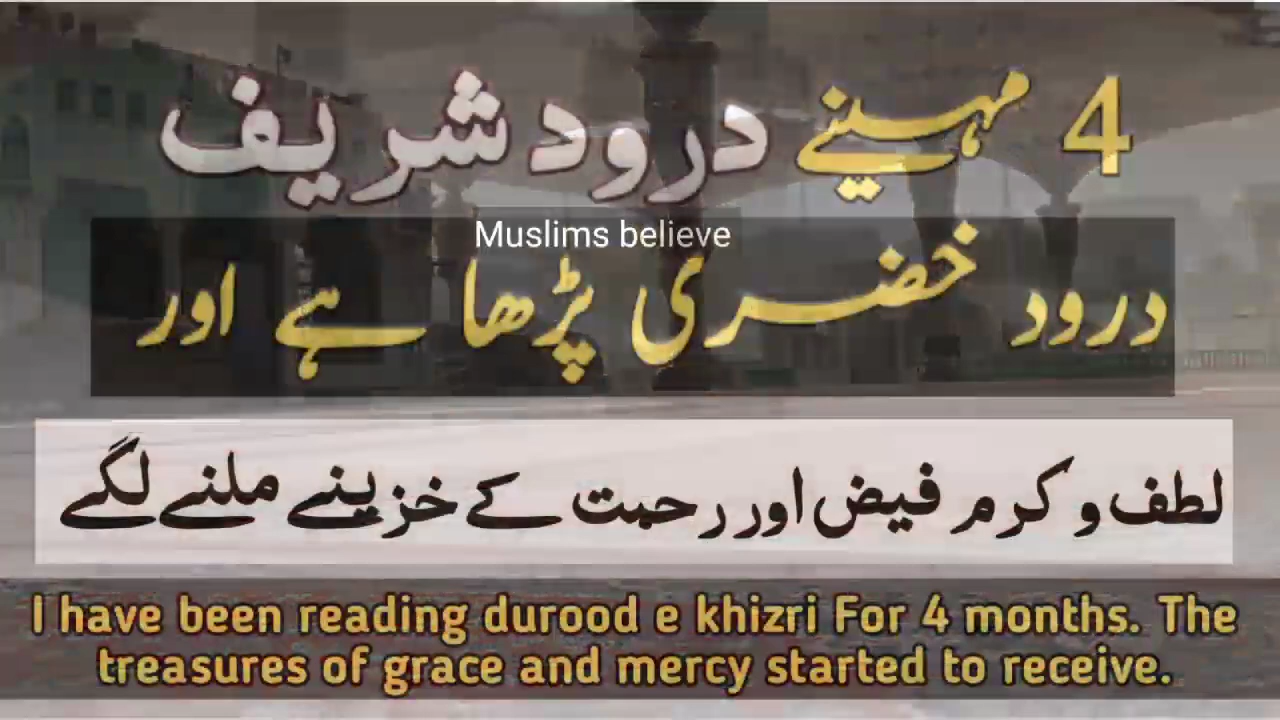 4 مہینے درود شریف
Muslims believe
درود خضری پڑھا ہے اور
لطف و کرم فیض اور رحمت کے خزینے ملنے لگے
I have been reading durood e khizri For 4 months. The
treasures of grace and mercy started to receive.